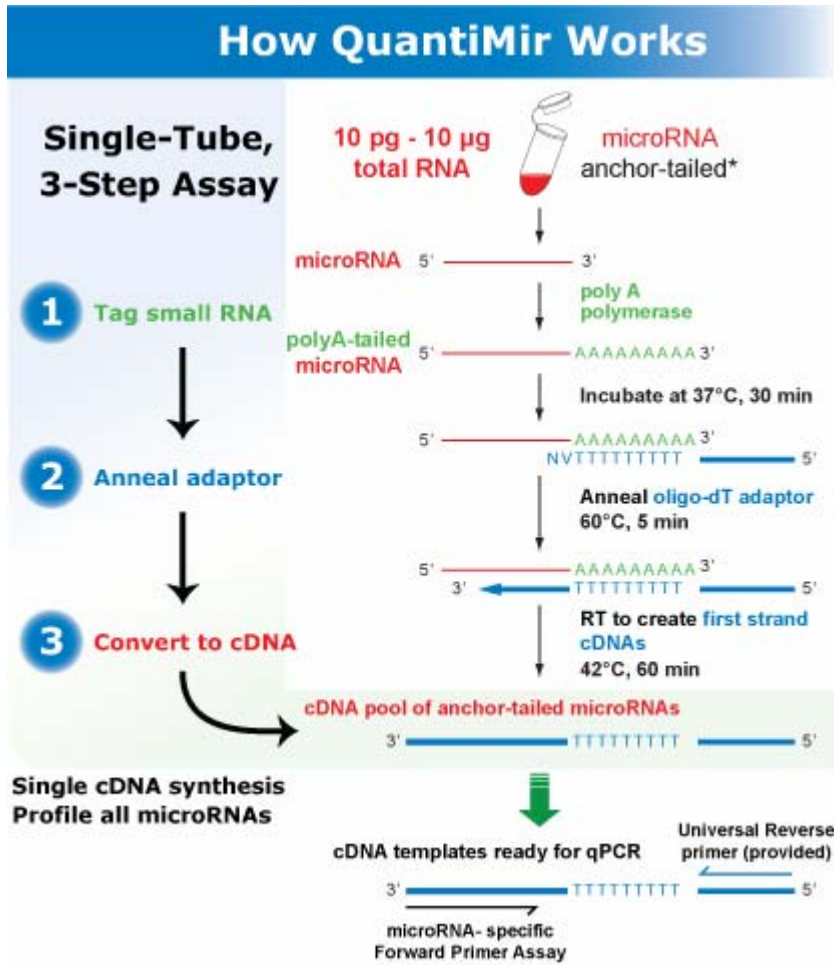 How QuantiMir Works
Single-Tube,
3-Step Assay
10 pg - 10 µg
total RNA
microRNA
anchor-tailed*
microRNA
5'
3'
1
Tag small RNA
poly A
polymerase
polyA-tailed
microRNA
5'
AAAAAAAAA 3'
Incubate at 37°C, 30 min
5'
AAAAAAAAA 3'
NVTTTTTTTTT
5'
2
Anneal adaptor
Anneal oligo-dT adaptor
60°C, 5 min
5'
AAAAAAAAA 3'
3'
TTTTTTTTT
5'
3
Convert to cDNA
RT to create first strand
cDNAs
42°C, 60 min
cDNA pool of anchor-tailed microRNAs
3'
TTTTTTTTT
5'
Single cDNA synthesis
Profile all microRNAs
cDNA templates ready for qPCR
Universal Reverse
primer (provided)
3'
TTTTTTTTT
5'
microRNA- specific
Forward Primer Assay